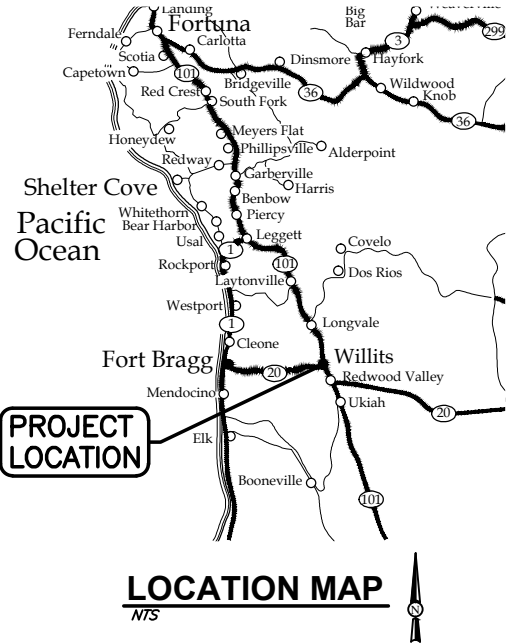 Landing
Fortuna
Ferndale
Scotia
Carlotta
Big
Bar
3
299
Hayfork
Dinsmore
Capetown
101
Bridgeville
36
Wildwood
Knob
36
Red Crest
South Fork
Honeydew
Meyers Flat
Phillipsville
Alderpoint
Redway
Garberville
Shelter Cove
Harris
Benbow
Whitethorn
Piercy
Bear Harbor
Pacific
Ocean
Usal
1
Leggett
Covelo
Rockport
101
Dos Rios
Laytonville
Westport
1
Longvale
Cleone
Fort Bragg
20
Willits
Redwood Valley
Mendocino
Ukiah
20
PROJECT
LOCATION
Elk
Booneville
101
LOCATION MAP
NTS
N